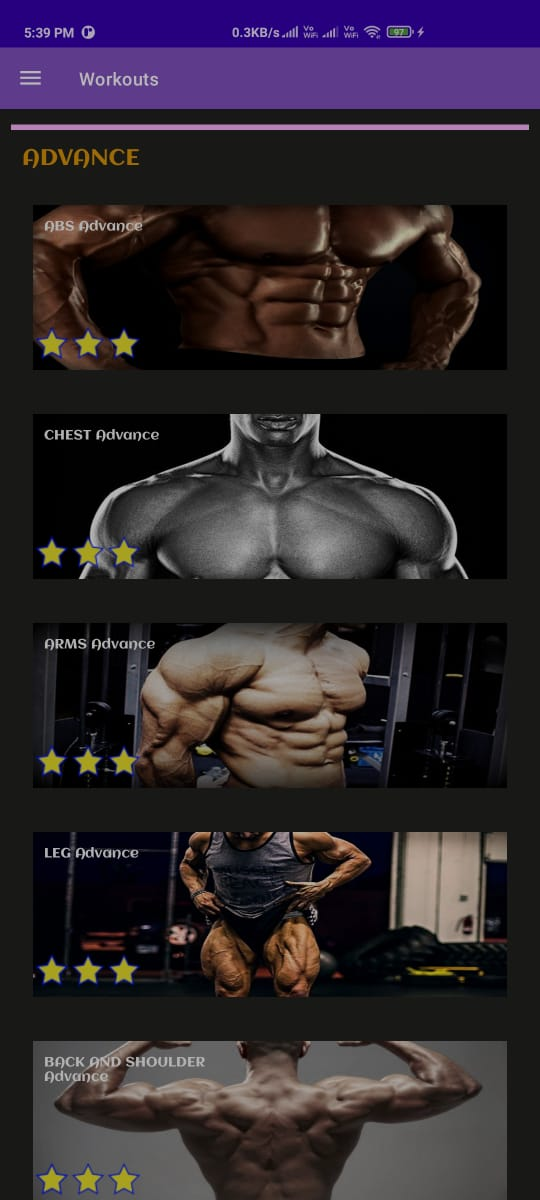 5:39 PM
0.3KB/s Vo WiFi Vo WiFi 97
Workouts
ADVANCE
ABS Advance
CHEST Advance
ARMS Advance
LEG Advance
BACK AND SHOULDER
Advance